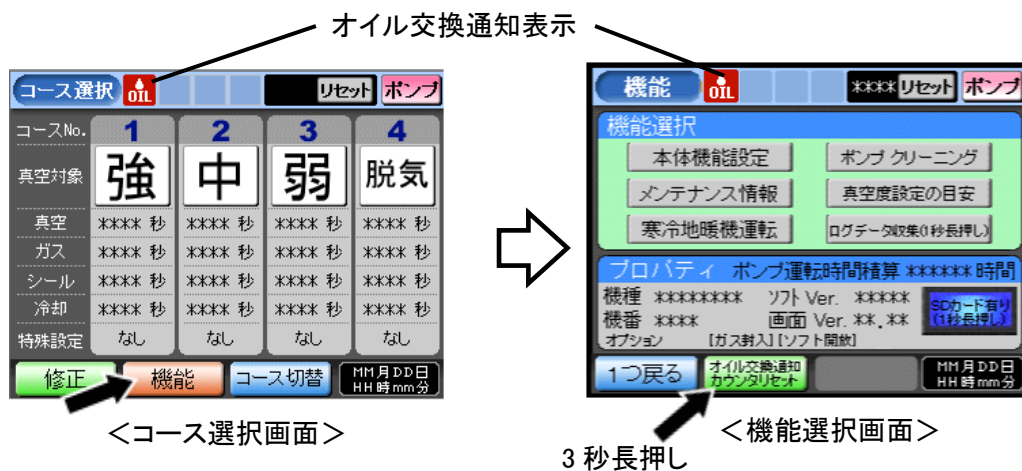 オイル交換通知表示
コース選択 OIL リセット ポンプ
コースNo. 1 2 3 4
真空対象 強 中 弱 脱気
真空 **** 秒 **** 秒 **** 秒 **** 秒
ガス **** 秒 **** 秒 **** 秒 **** 秒
シール **** 秒 **** 秒 **** 秒 **** 秒
冷却 **** 秒 **** 秒 **** 秒 **** 秒
特殊設定 なし なし なし なし
修正 機能 コース切替 MM月DD日
HH時mm分
<コース選択画面>
機能 OIL **** リセット ポンプ
機能選択
本体機能設定 ポンプ クリーニング
メンテナンス情報 真空度設定の目安
寒冷地暖機運転 ログデータ収集(1秒長押し)
プロパティ ポンプ運転時間積算 ****** 時間
機種 ******** ソフト Ver. *****
機番 **** 画面 Ver. **.**
SDカード有り
(1秒長押し)
オプション [ガス封入][ソフト開放]
1つ戻る オイル交換通知
カウンタリセット
MM月DD日
HH時mm分
<機能選択画面>
3 秒長押し